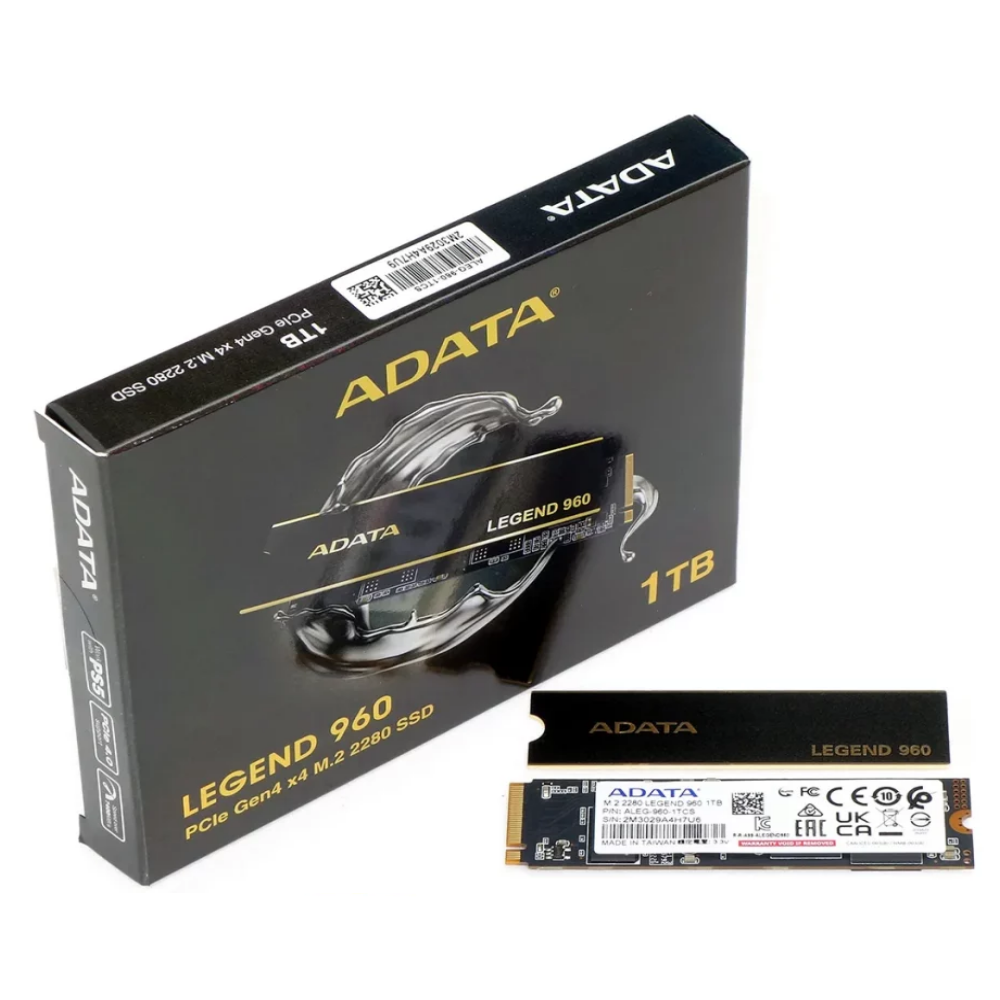 ADATA®
2M3029A4H7U9
ALEG-960-1TCS
1TB
PCIe Gen4 x4 M.2 2280 SSD
ADATA®
ADATA
LEGEND 960
1TB
LEGEND 960
PCIe Gen4 x4 M.2 2280 SSD
ADATA
PS5
PCIe 4.0
ADATA
LEGEND 960
ADATA
M.2 2280 LEGEND 960 1TB
P/N: ALEG-960-1TCS
S/N: 2M3029A4H7U6
MADE IN TAIWAN
WARRANTY VOID IF REMOVED
FC CE
10
EAC
UK
CA